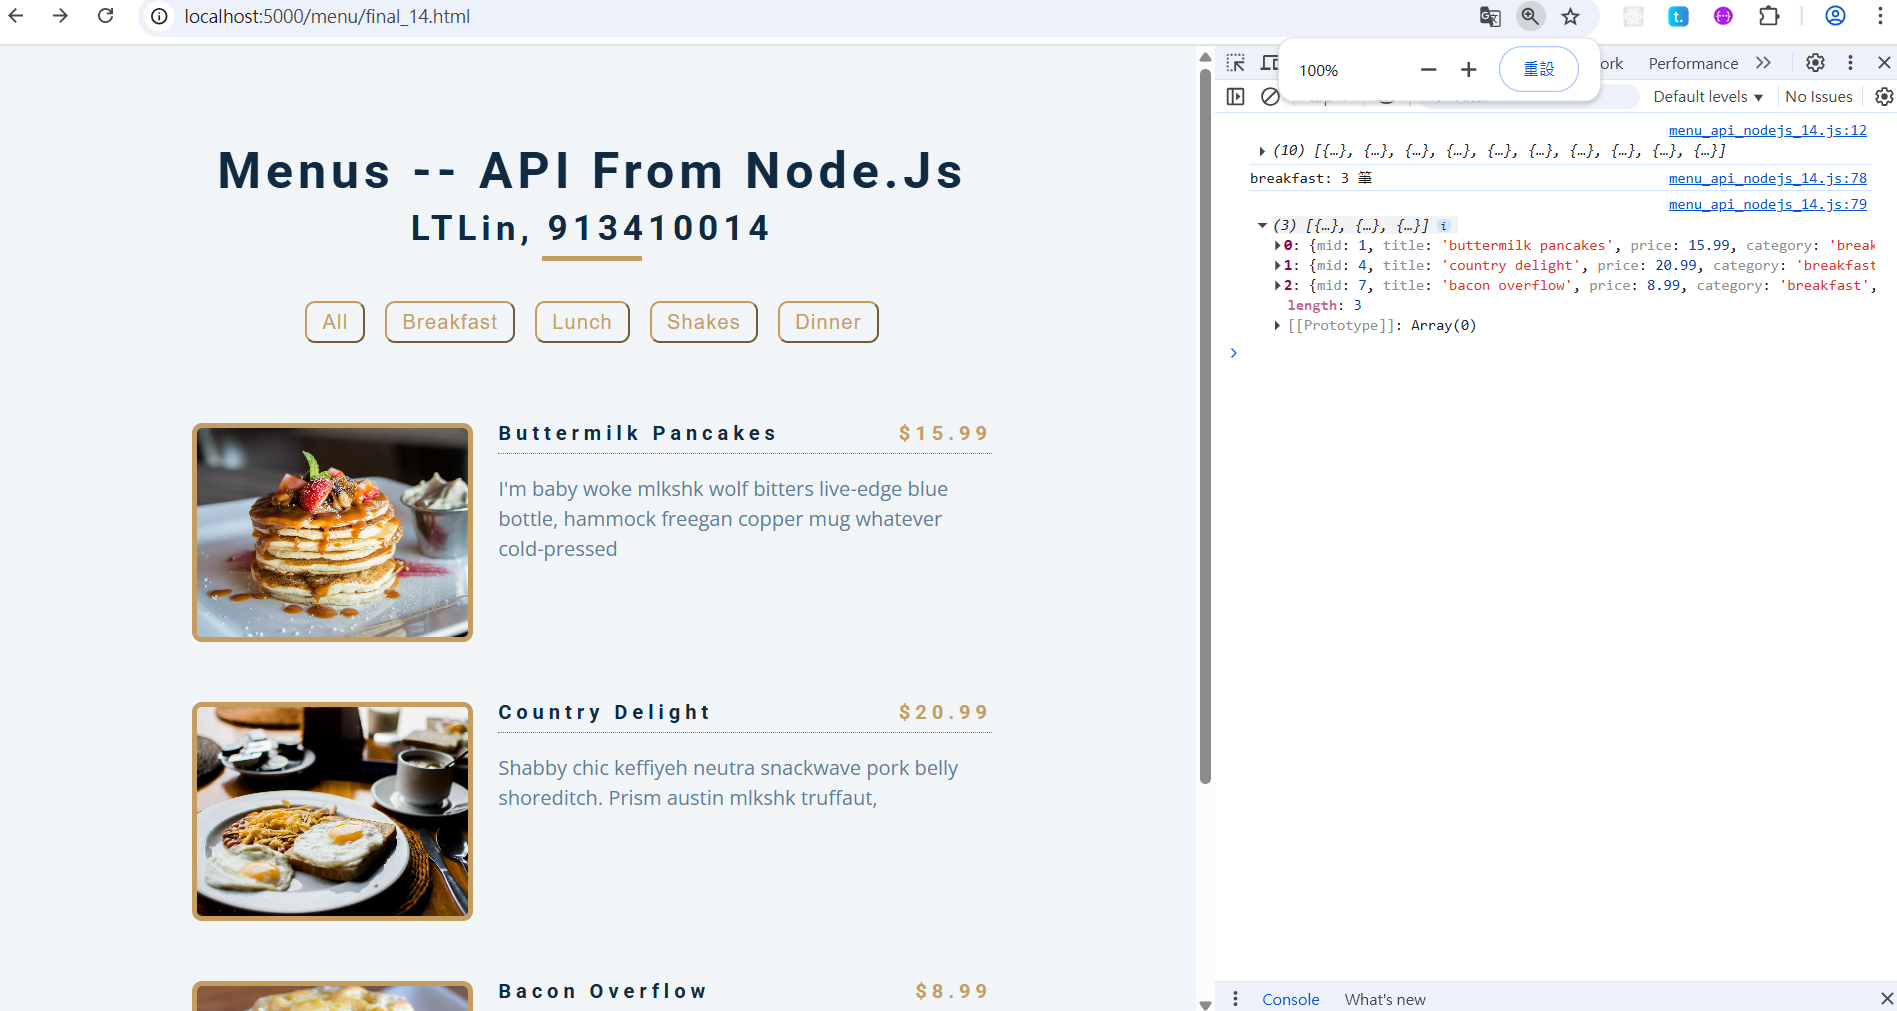 localhost:5000/menu/final_14.html
100%
重設
ork
Performance
Default levels
No Issues
Menus -- API From Node.Js
LTLin, 913410014
All
Breakfast
Lunch
Shakes
Dinner
Buttermilk Pancakes
$15.99
I'm baby woke mlkshk wolf bitters live-edge blue
bottle, hammock freegan copper mug whatever
cold-pressed
Country Delight
$20.99
Shabby chic keffiyeh neutra snackwave pork belly
shoreditch. Prism austin mlkshk truffaut,
Bacon Overflow
$8.99
menu_api_nodejs_14.js:12
(10) [{…}, {…}, {…}, {…}, {…}, {…}, {…}, {…}, {…}, {…}]
breakfast: 3 筆
menu_api_nodejs_14.js:78
menu_api_nodejs_14.js:79
(3) [{…}, {…}, {…}]
0: {mid: 1, title: 'buttermilk pancakes', price: 15.99, category: 'break
1: {mid: 4, title: 'country delight', price: 20.99, category: 'breakfast
2: {mid: 7, title: 'bacon overflow', price: 8.99, category: 'breakfast',
length: 3
[[Prototype]]: Array(0)
Console
What's new